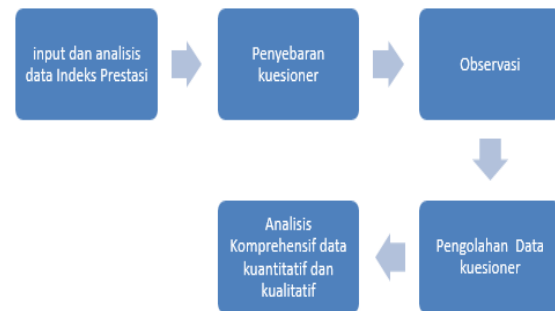 input dan analisis
data Indeks Prestasi
Penyebaran
kuesioner
Observasi
Pengolahan Data
kuesioner
Analisis
Komprehensif data
kuantitatif dan
kualitatif